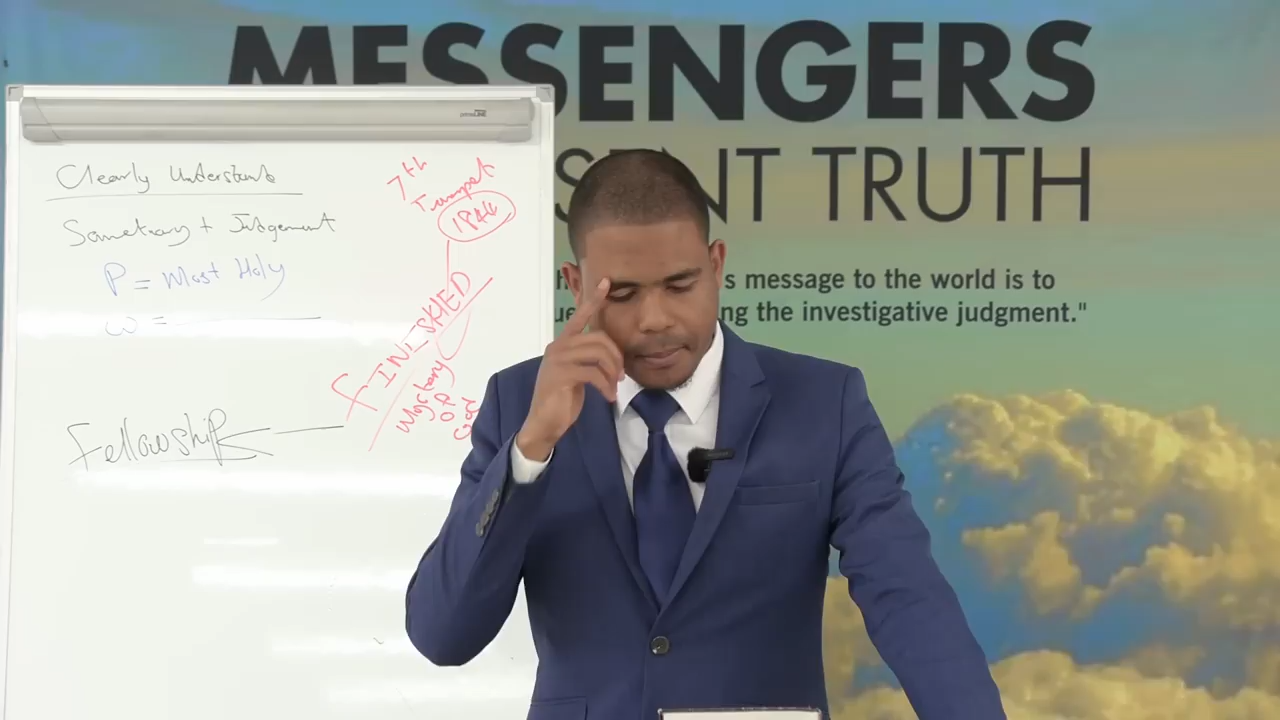 MESSENGERS
SENT TRUTH
s message to the world is to
ng the investigative judgment."
Clearly Understand
Sanctuary + Judgement
P = Most Holy
W =
Fellowship
7th
Trumpet
1844
FINISHED
Mystery
OF
God